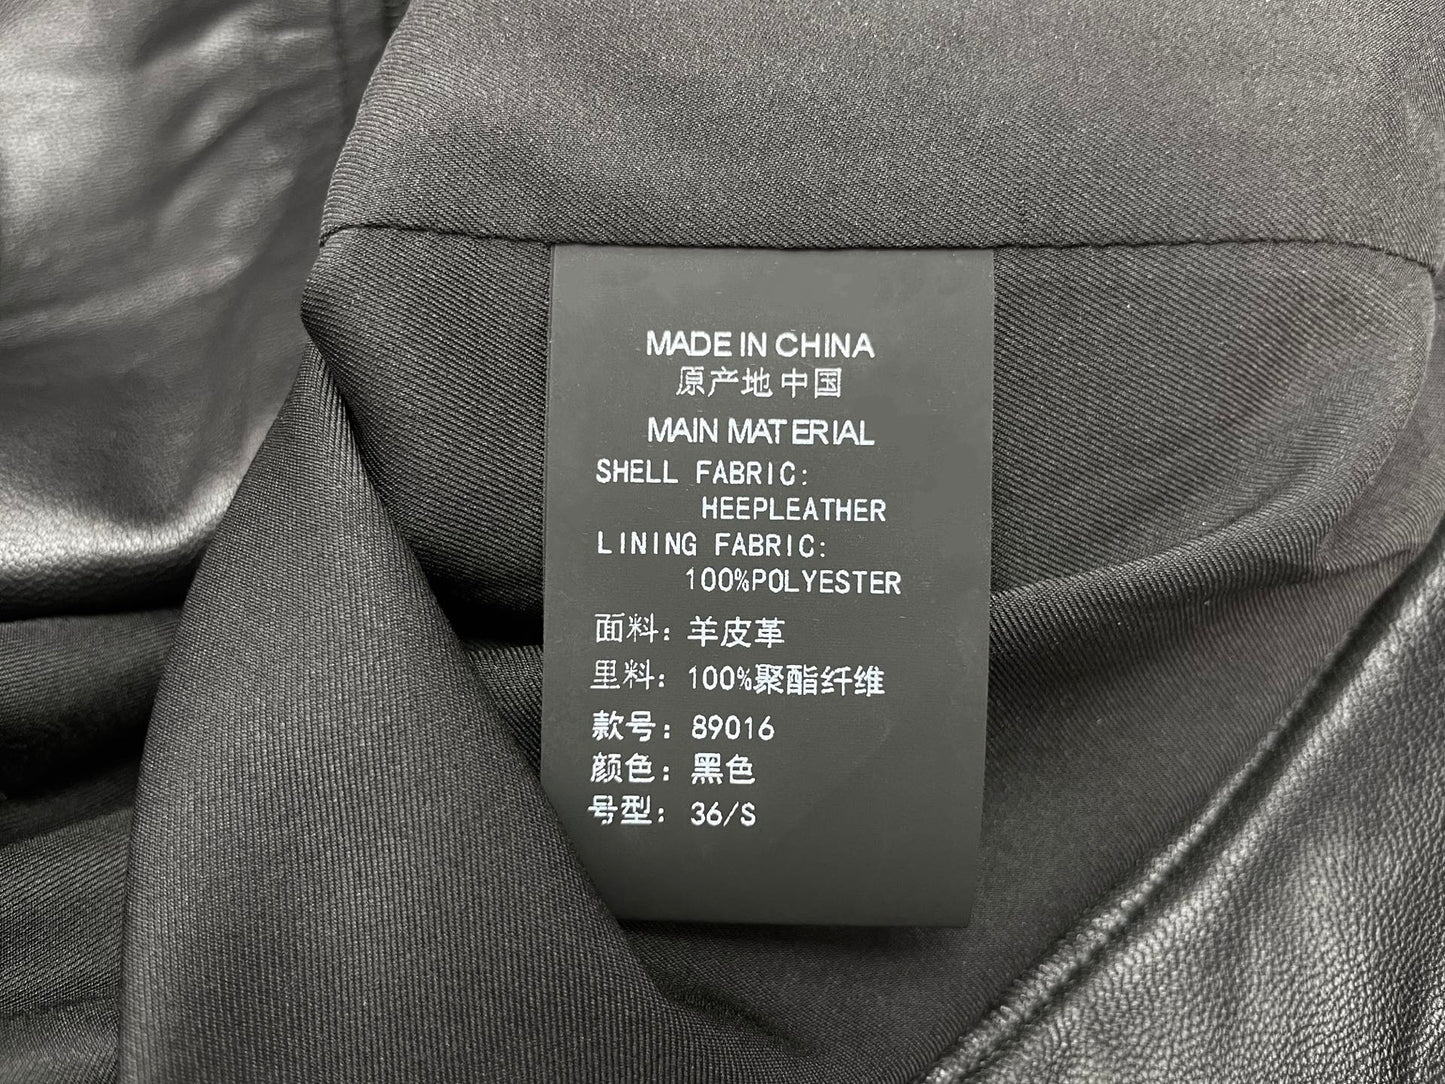 MADE IN CHINA
原产地中国
MAIN MATERIAL
SHELL FABRIC:
HEEPLEATHER
LINING FABRIC:
100%POLYESTER
面料: 羊皮革
里料: 100%聚酯纤维
款号: 89016
颜色: 黑色
号型: 36/S